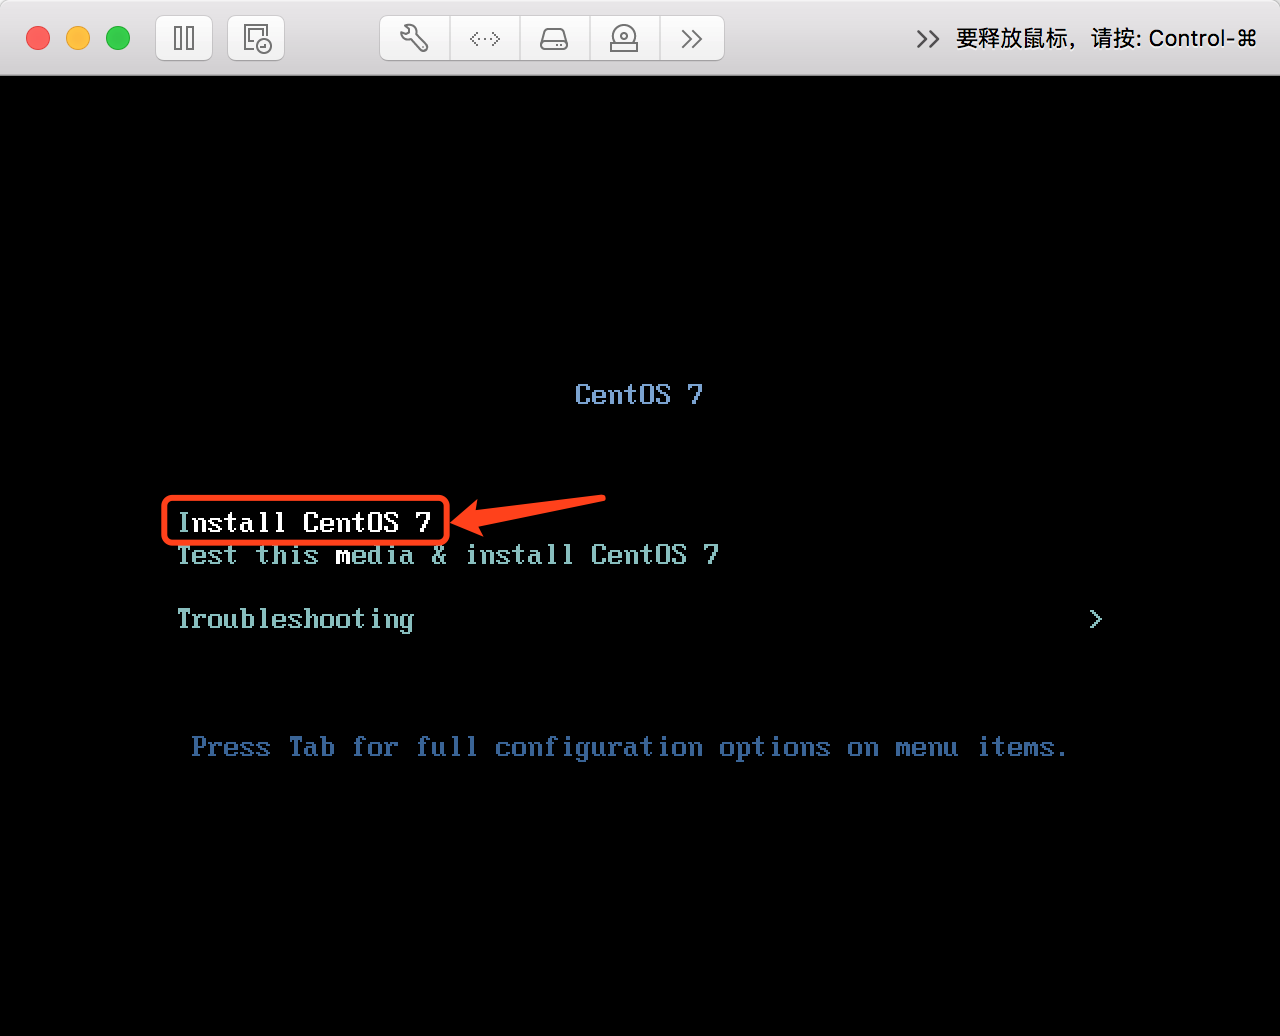 要释放鼠标，请按: Control-⌘
CentOS 7
Install CentOS 7
Test this media & install CentOS 7
Troubleshooting >
Press Tab for full configuration options on menu items.